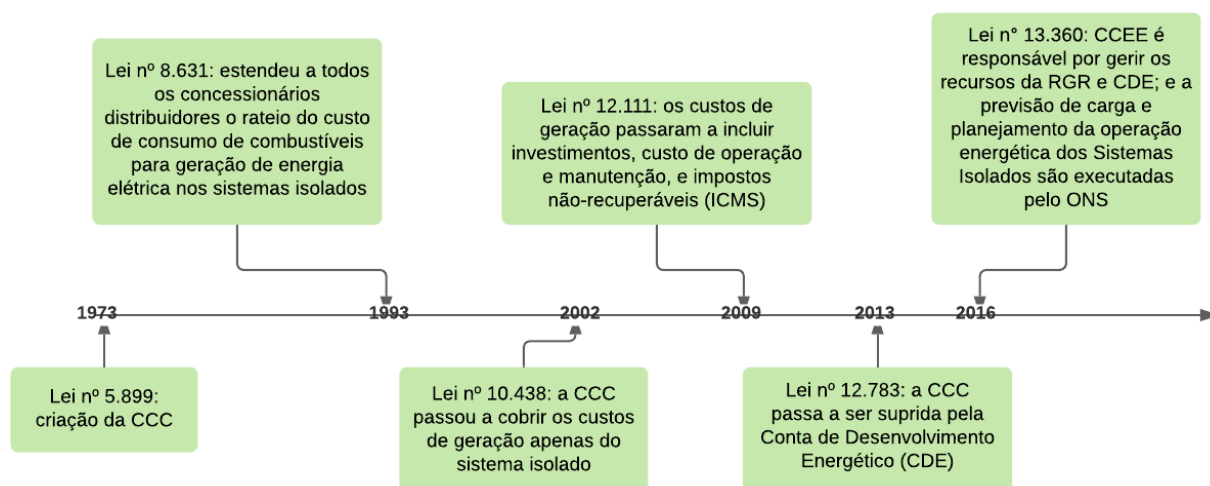 Lei nº 8.631: estendeu a todos
os concessionários
distribuidores o rateio do custo
de consumo de combustíveis
para geração de energia
elétrica nos sistemas isolados
Lei nº 12.111: os custos de
geração passaram a incluir
investimentos, custo de operação
e manutenção, e impostos
não-recuperáveis (ICMS)
Lei n° 13.360: CCEE é
responsável por gerir os
recursos da RGR e CDE; e a
previsão de carga e
planejamento da operação
energética dos Sistemas
Isolados são executadas
pelo ONS
1973 1993 2002 2009 2013 2016
Lei nº 5.899:
criação da CCC
Lei nº 10.438: a CCC
passou a cobrir os custos
de geração apenas do
sistema isolado
Lei nº 12.783: a CCC
passa a ser suprida pela
Conta de Desenvolvimento
Energético (CDE)